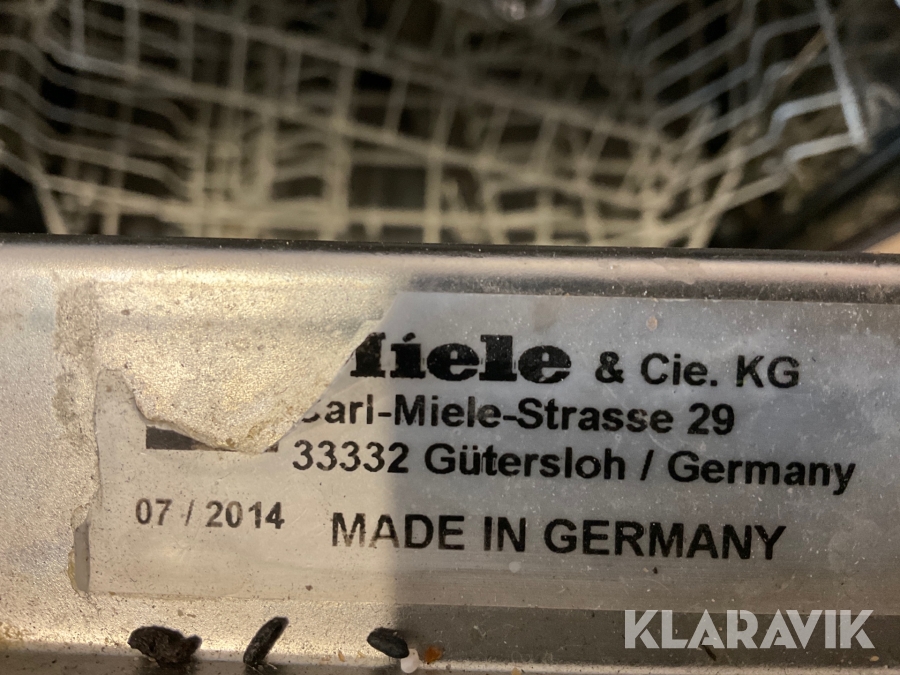 Miele & Cie. KG
Carl-Miele-Strasse 29
33332 Gütersloh / Germany
07 / 2014
MADE IN GERMANY
KLARAVIK